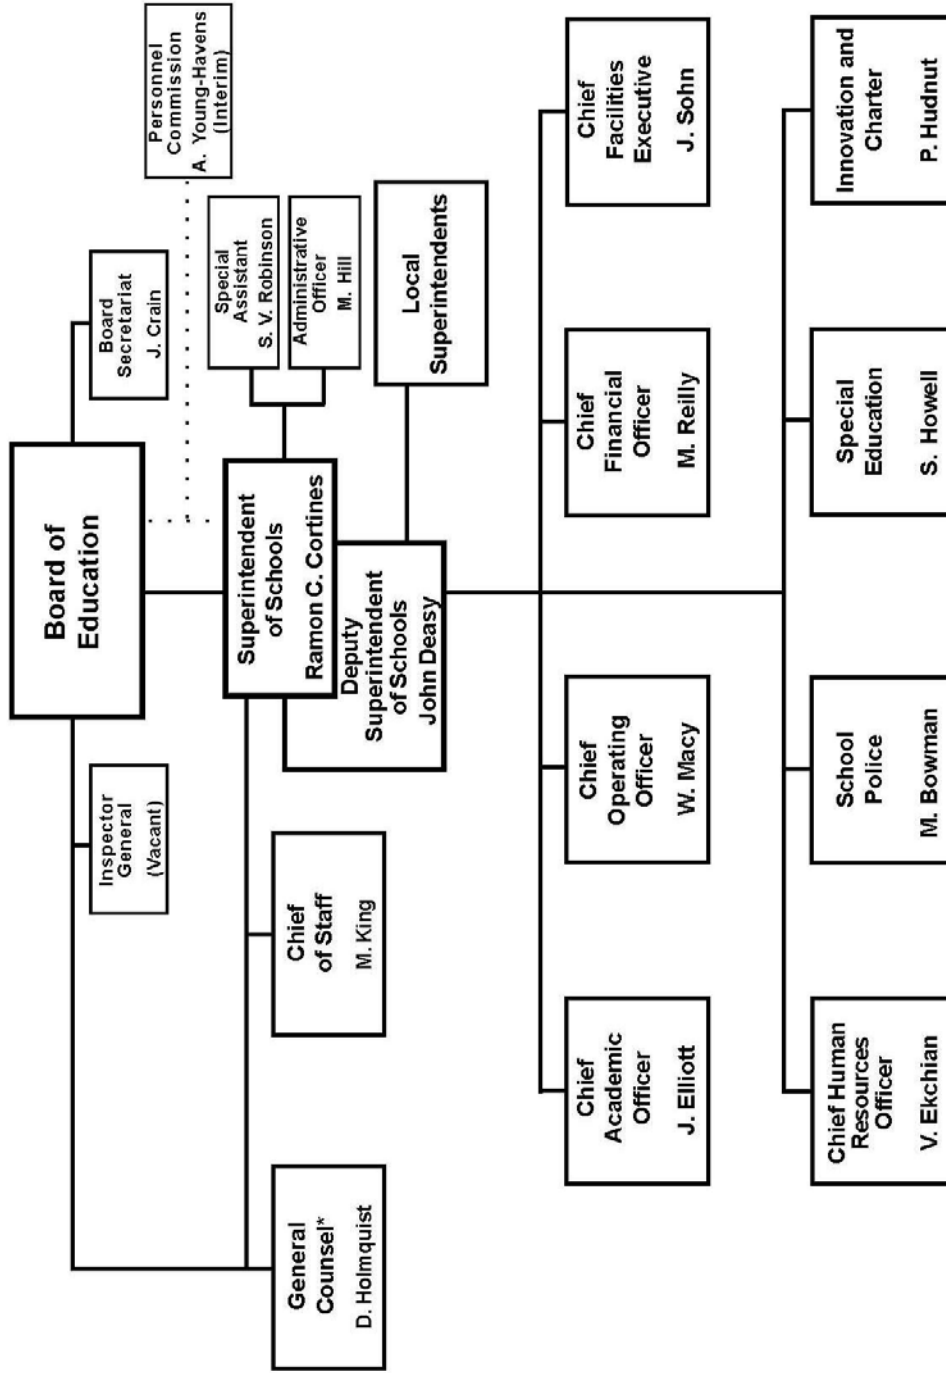 Board of
Education
Inspector
General
(Vacant)
Board
Secretariat
J. Crain
Personnel
Commission
A. Young-Havens
(Interim)
Superintendent
of Schools
Ramon C. Cortines
Deputy
Superintendent
of Schools
John Deasy
Special
Assistant
S. V. Robinson
Administrative
Officer
M. Hill
General
Counsel*
D. Holmquist
Chief
of Staff
M. King
Local
Superintendents
Chief
Academic
Officer
J. Elliott
Chief
Operating
Officer
W. Macy
Chief
Financial
Officer
M. Reilly
Chief
Facilities
Executive
J. Sohn
Chief Human
Resources
Officer
V. Ekchian
School
Police
M. Bowman
Special
Education
S. Howell
Innovation and
Charter
P. Hudnut